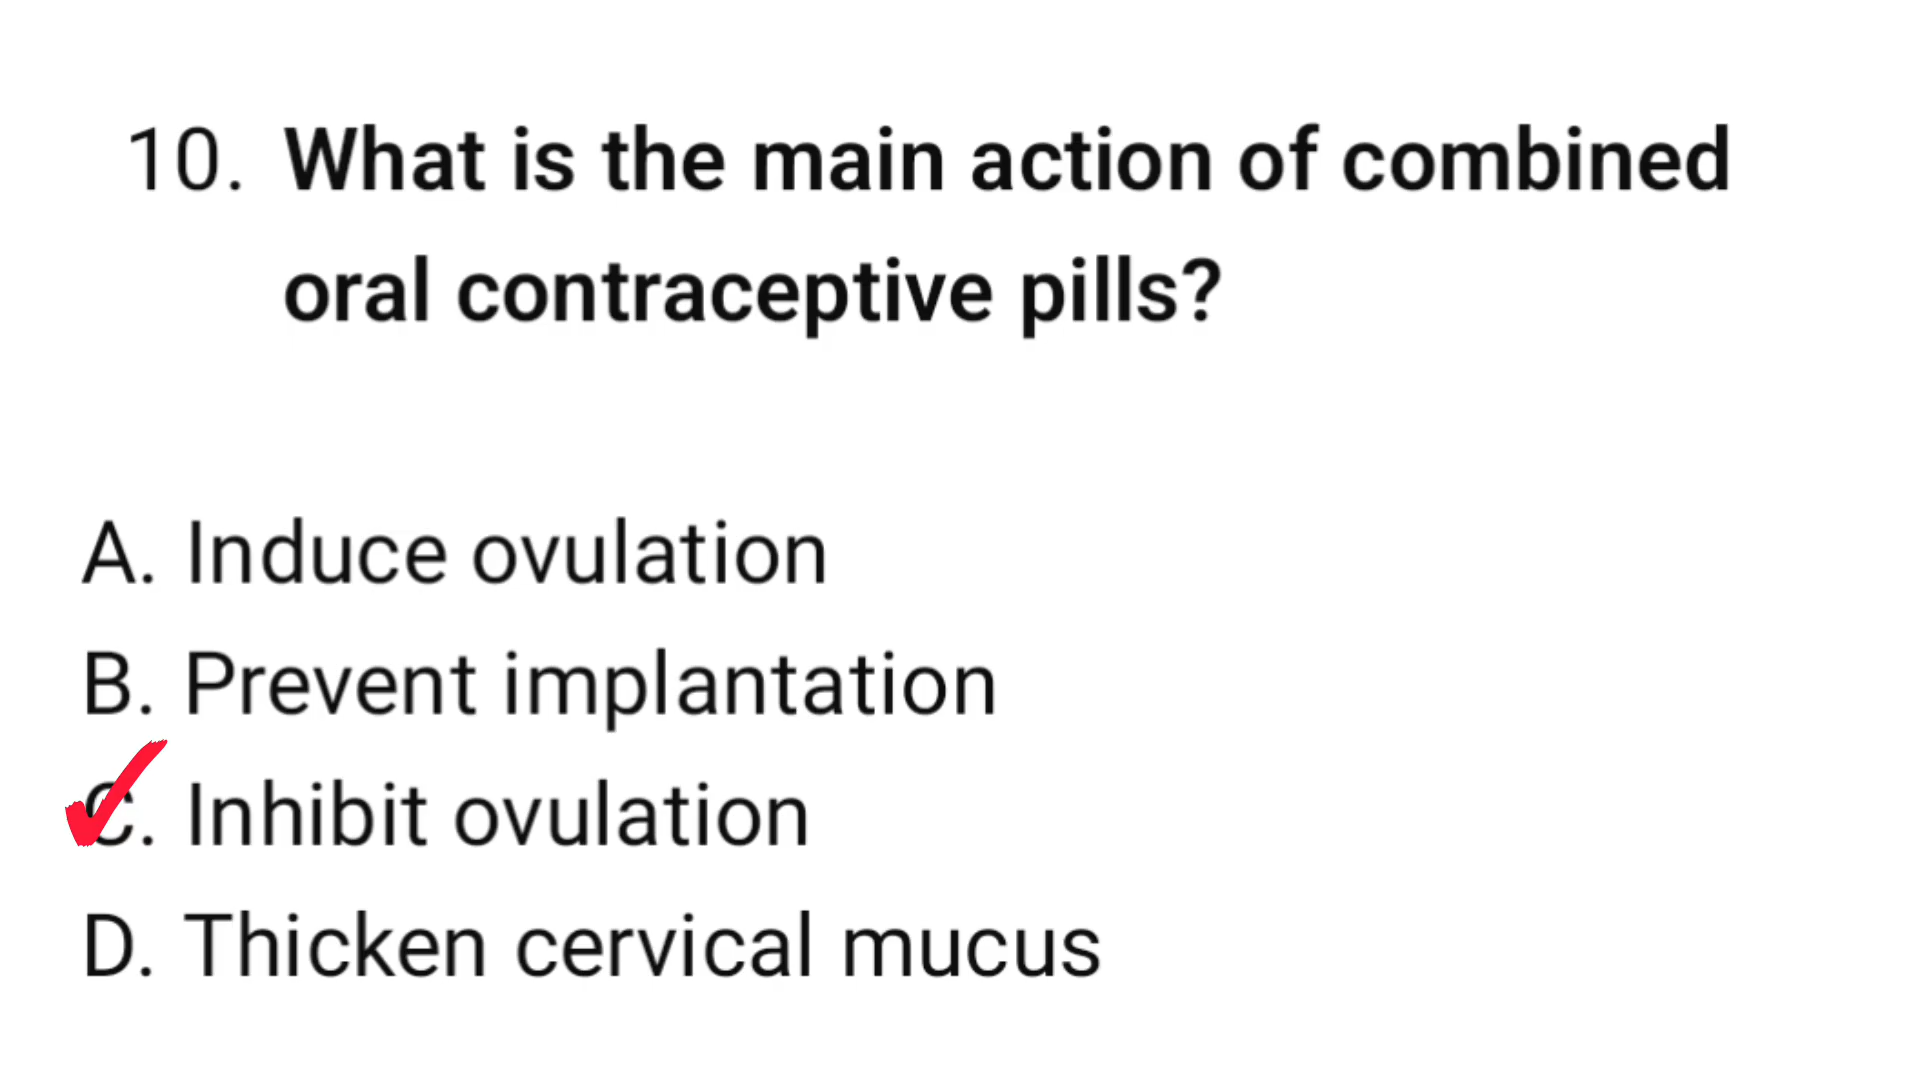 10. What is the main action of combined
oral contraceptive pills?
A. Induce ovulation
B. Prevent implantation
C. Inhibit ovulation
D. Thicken cervical mucus